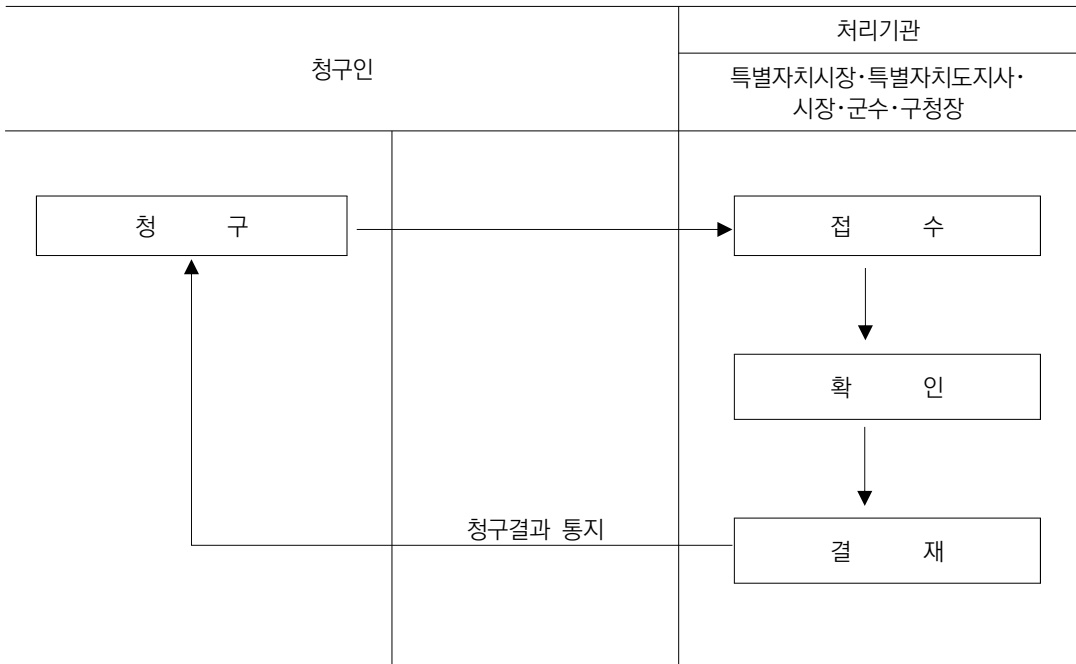 청구인
처리기관
특별자치시장·특별자치도지사·
시장·군수·구청장
청 구
접 수
확 인
청구결과 통지
결 재